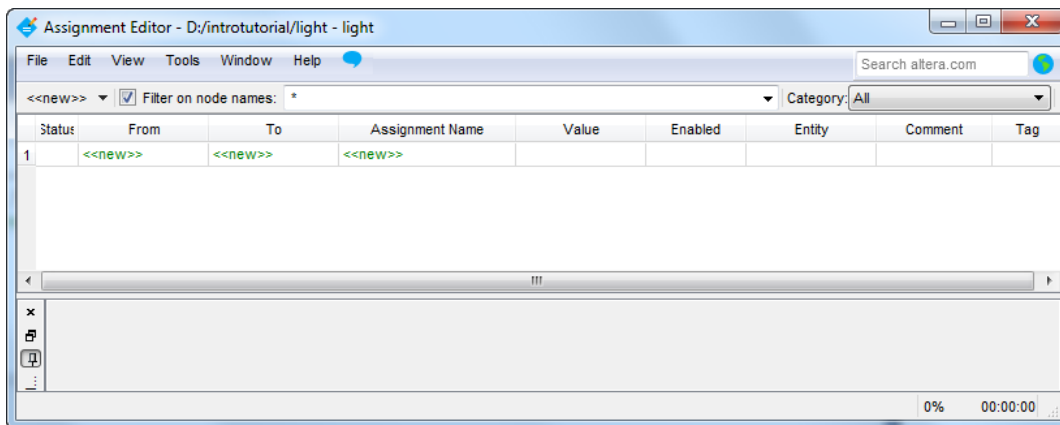 Assignment Editor - D:/introtutorial/light - light
File Edit View Tools Window Help Search altera.com
<<new>> Filter on node names: * Category: All
Status From To Assignment Name Value Enabled Entity Comment Tag
1 <<new>> <<new>> <<new>>
0% 00:00:00